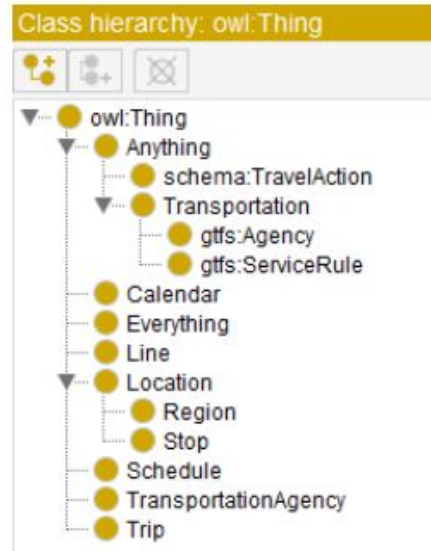 Class hierarchy: owl:Thing
owl:Thing
Anything
schema:TravelAction
Transportation
gtfs:Agency
gtfs:ServiceRule
Calendar
Everything
Line
Location
Region
Stop
Schedule
TransportationAgency
Trip